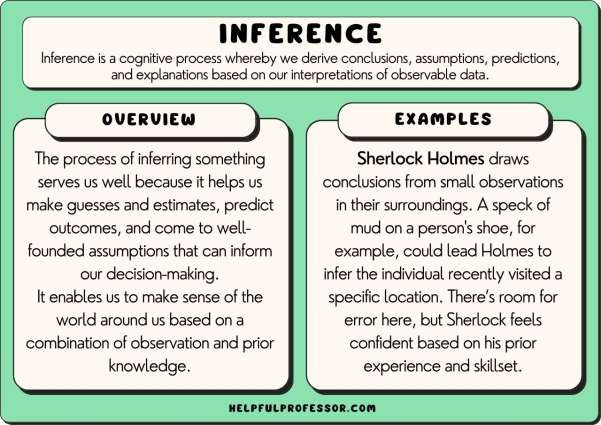 INFERENCE
Inference is a cognitive process whereby we derive conclusions, assumptions, predictions,
and explanations based on our interpretations of observable data.
OVERVIEW
The process of inferring something
serves us well because it helps us
make guesses and estimates, predict
outcomes, and come to well-
founded assumptions that can inform
our decision-making.
It enables us to make sense of the
world around us based on a
combination of observation and prior
knowledge.
EXAMPLES
Sherlock Holmes draws
conclusions from small observations
in their surroundings. A speck of
mud on a person's shoe, for
example, could lead Holmes to
infer the individual recently visited a
specific location. There's room for
error here, but Sherlock feels
confident based on his prior
experience and skillset.
HELPFULPROFESSOR.COM